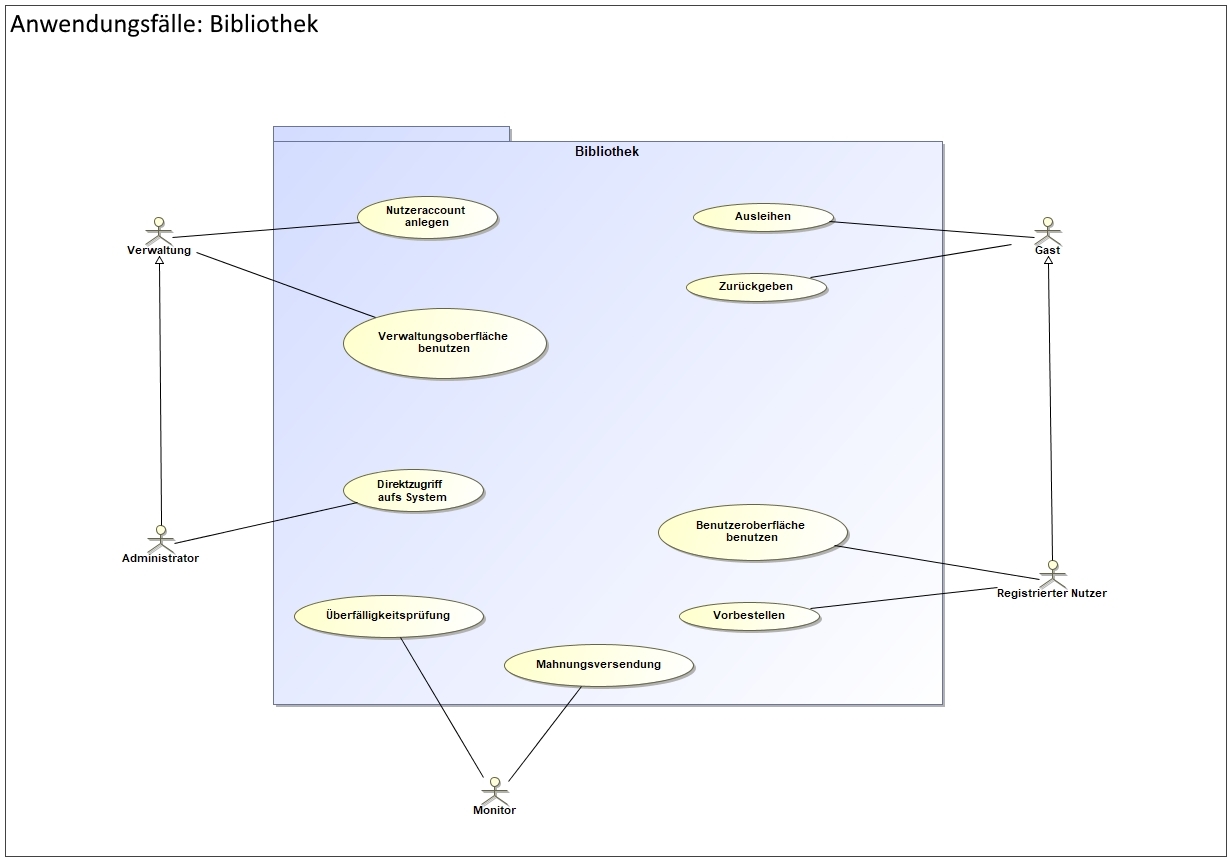 Anwendungsfälle: Bibliothek
Bibliothek
Nutzeraccount
anlegen
Ausleihen
Verwaltung
Gast
Zurückgeben
Verwaltungsoberfläche
benutzen
Direktzugriff
aufs System
Benutzeroberfläche
benutzen
Administrator
Registrierter Nutzer
Überfälligkeitsprüfung
Vorbestellen
Mahnungsversendung
Monitor